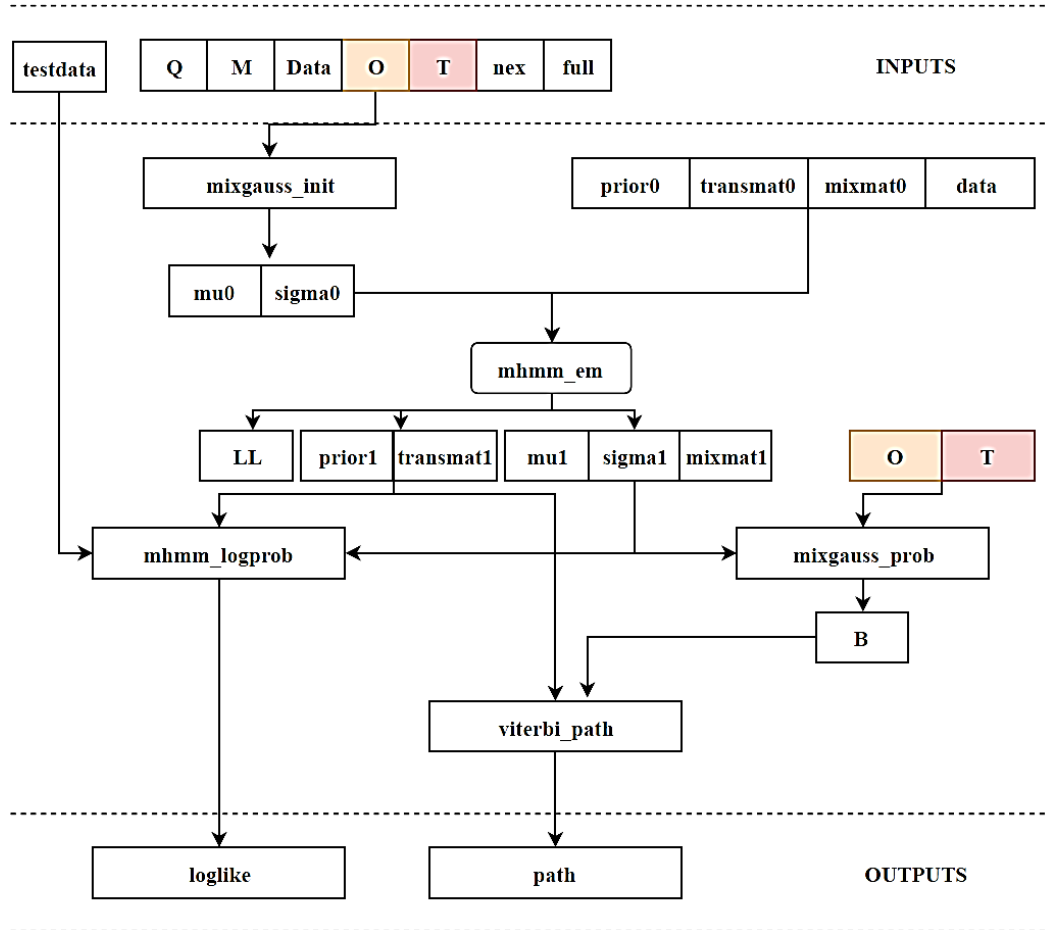 testdata
Q M Data O T nex full
INPUTS
mixgauss_init
prior0 transmat0 mixmat0 data
mu0 sigma0
mhmm_em
LL prior1 transmat1 mu1 sigma1 mixmat1
O T
mhmm_logprob
mixgauss_prob
B
viterbi_path
loglike
path
OUTPUTS